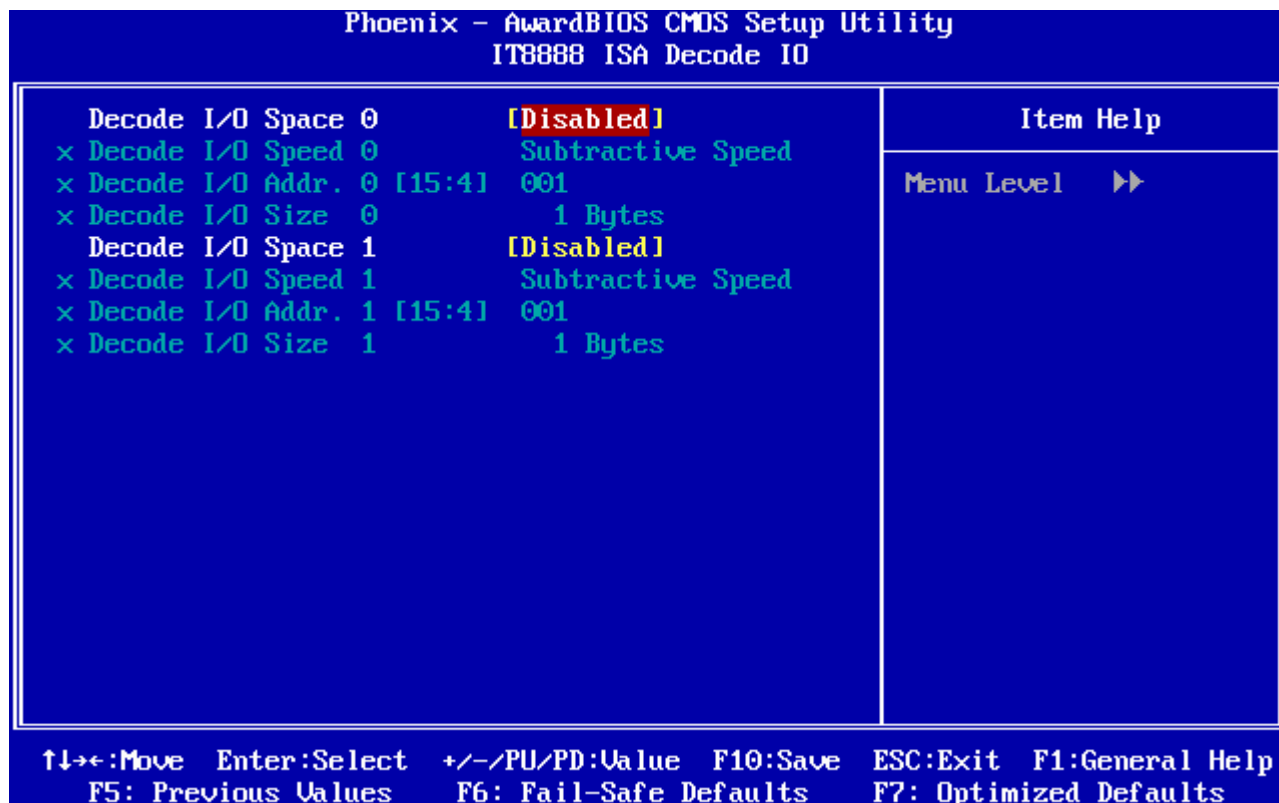 Phoenix - AwardBIOS CMOS Setup Utility
IT8888 ISA Decode IO
Decode I/O Space 0 [Disabled]
x Decode I/O Speed 0 Subtractive Speed
x Decode I/O Addr. 0 [15:4] 001
x Decode I/O Size 0 1 Bytes
Decode I/O Space 1 [Disabled]
x Decode I/O Speed 1 Subtractive Speed
x Decode I/O Addr. 1 [15:4] 001
x Decode I/O Size 1 1 Bytes
Item Help
Menu Level ▶▶
↑↓→←:Move Enter:Select +/-/PU/PD:Value F10:Save ESC:Exit F1:General Help
F5: Previous Values F6: Fail-Safe Defaults F7: Optimized Defaults